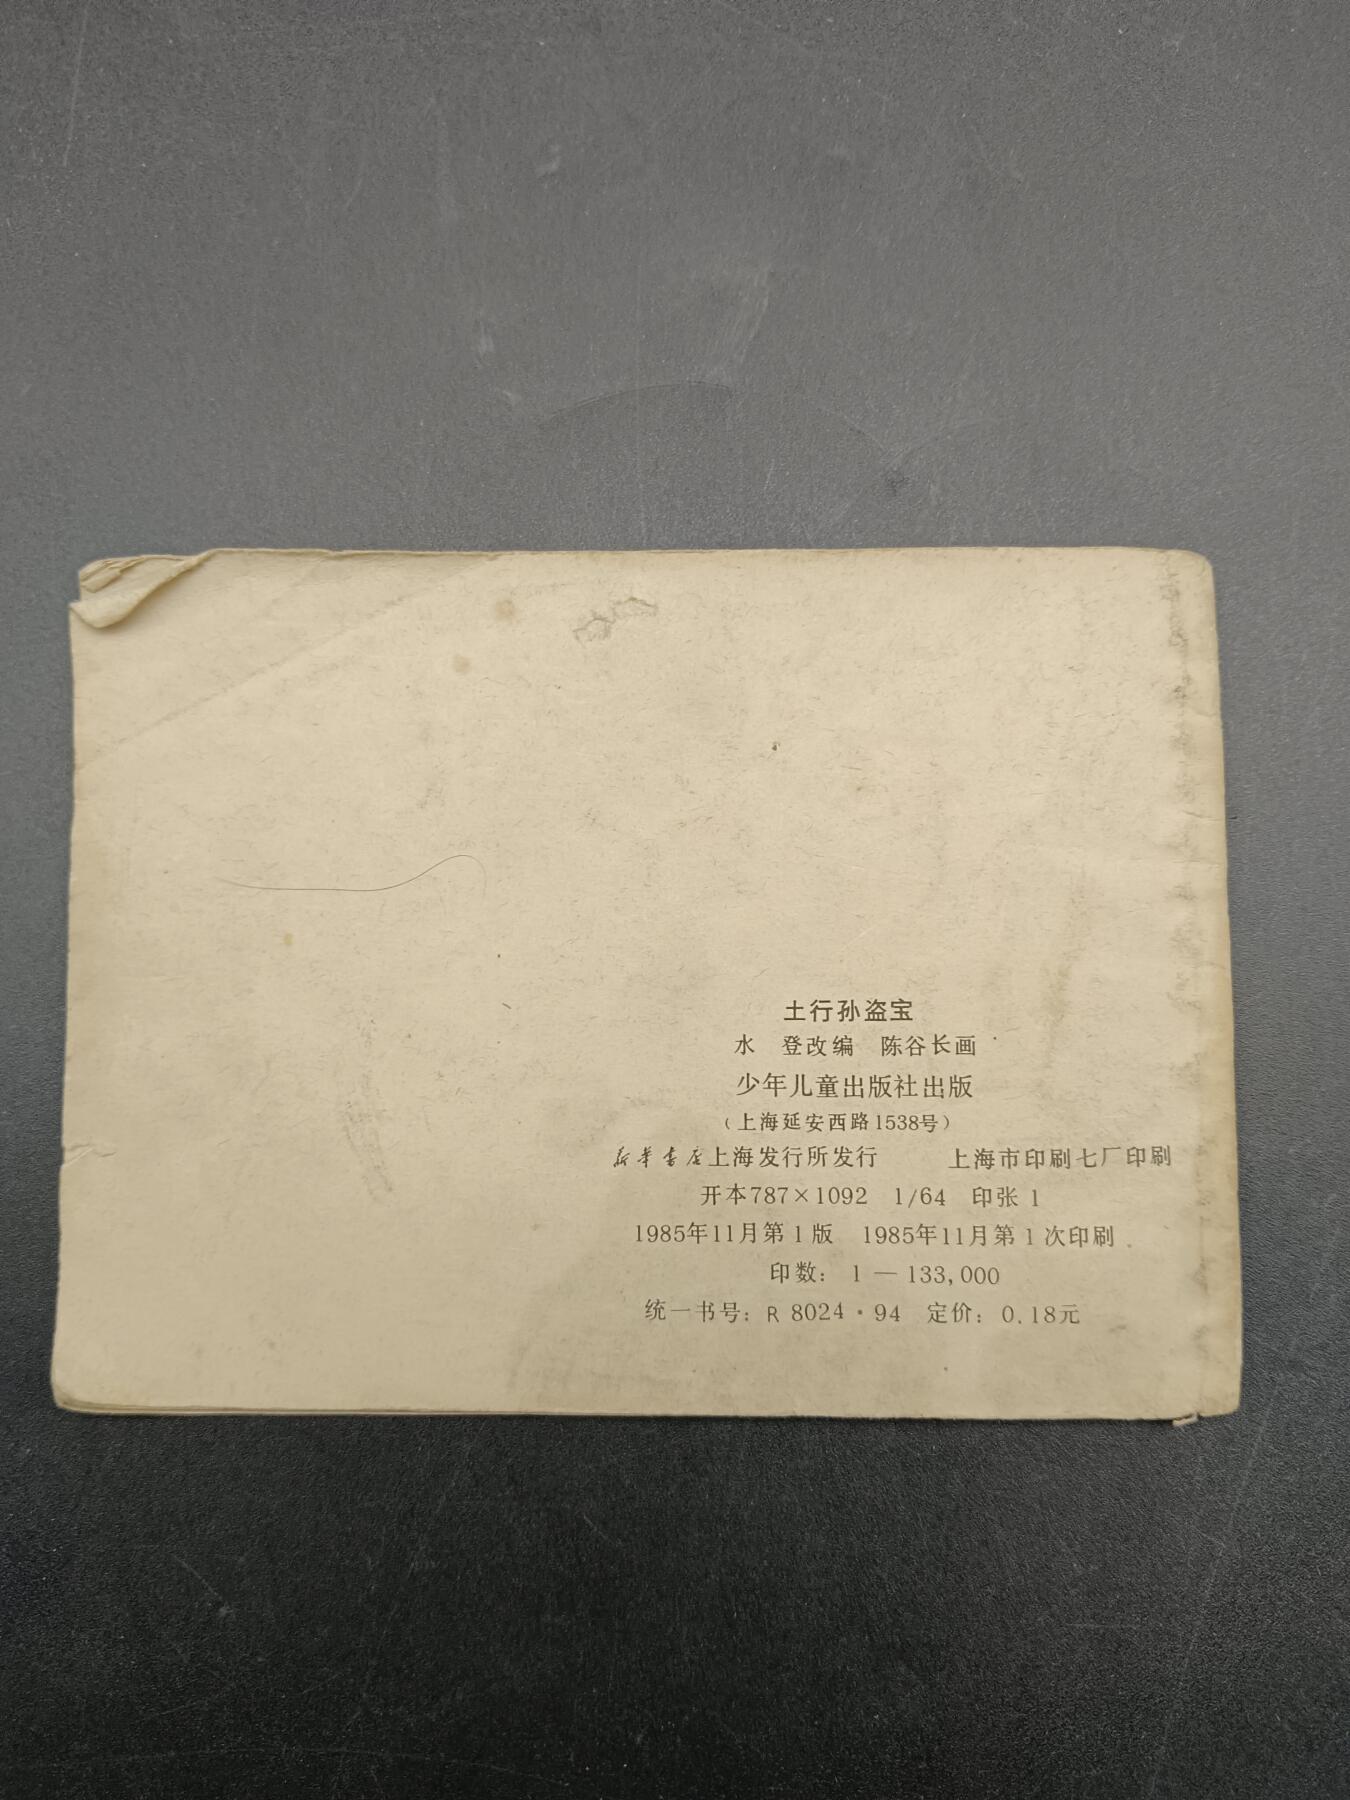 土行孙盗宝
水　登改编　陈谷长画
少年儿童出版社出版
（上海延安西路1538号）
新华书店上海发行所发行　　上海市印刷七厂印刷
开本787×1092　1/64　印张 1
1985年11月第 1 版　1985年11月第 1 次印刷
印数： 1 — 133,000
统一书号：R 8024·94　定价：0.18元